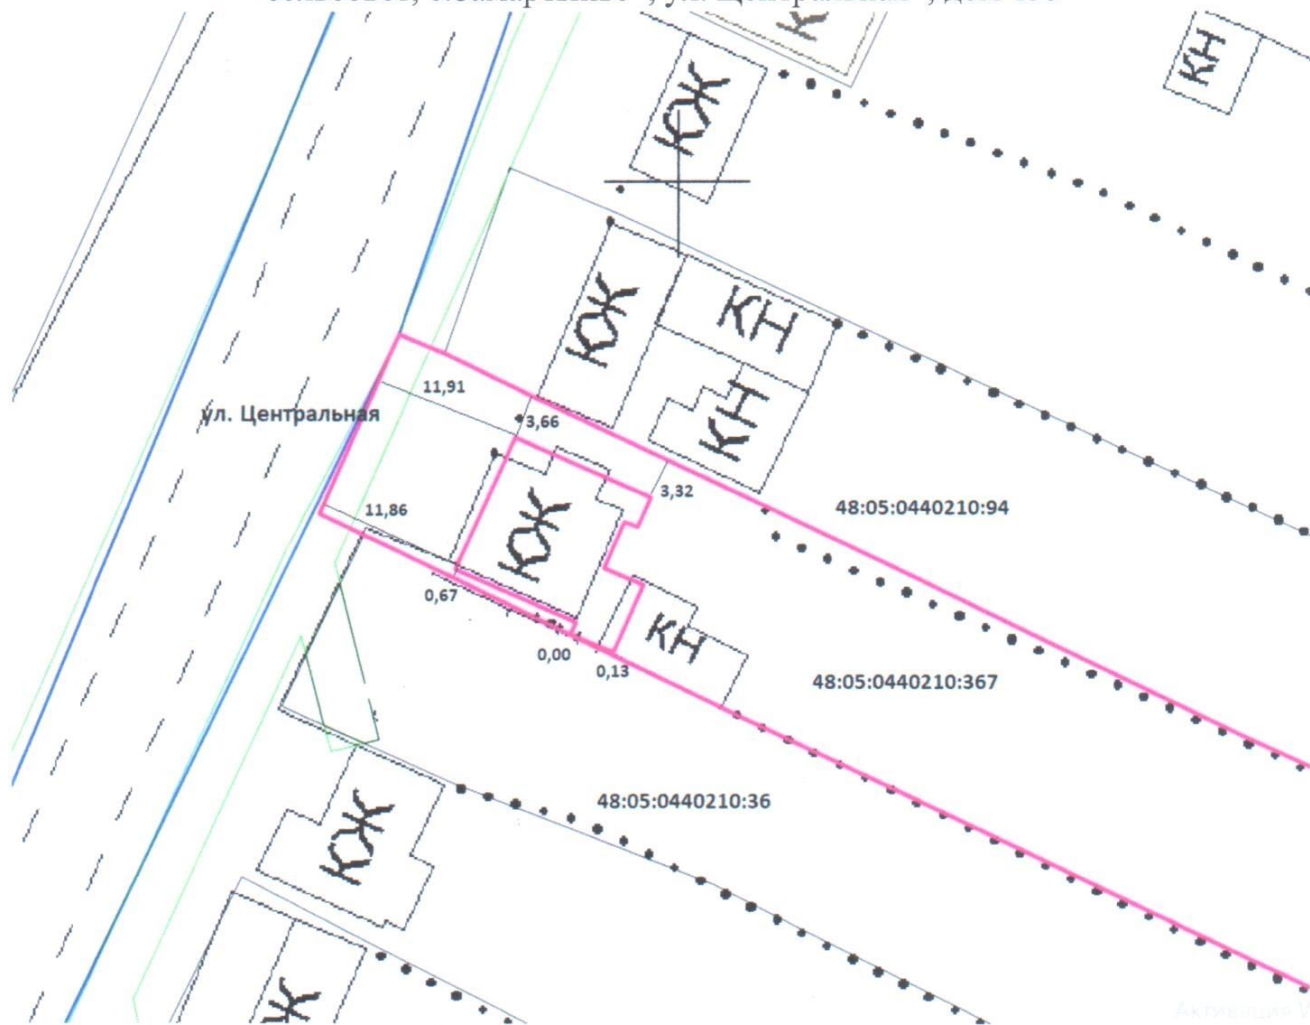 КЖ
КН
КЖ
КН
11,91
ул. Центральная
3,66
КН
3,32
48:05:0440210:94
11,86
КЖ
0,67
КН
0,00
0,13
48:05:0440210:367
48:05:0440210:36
КЖ